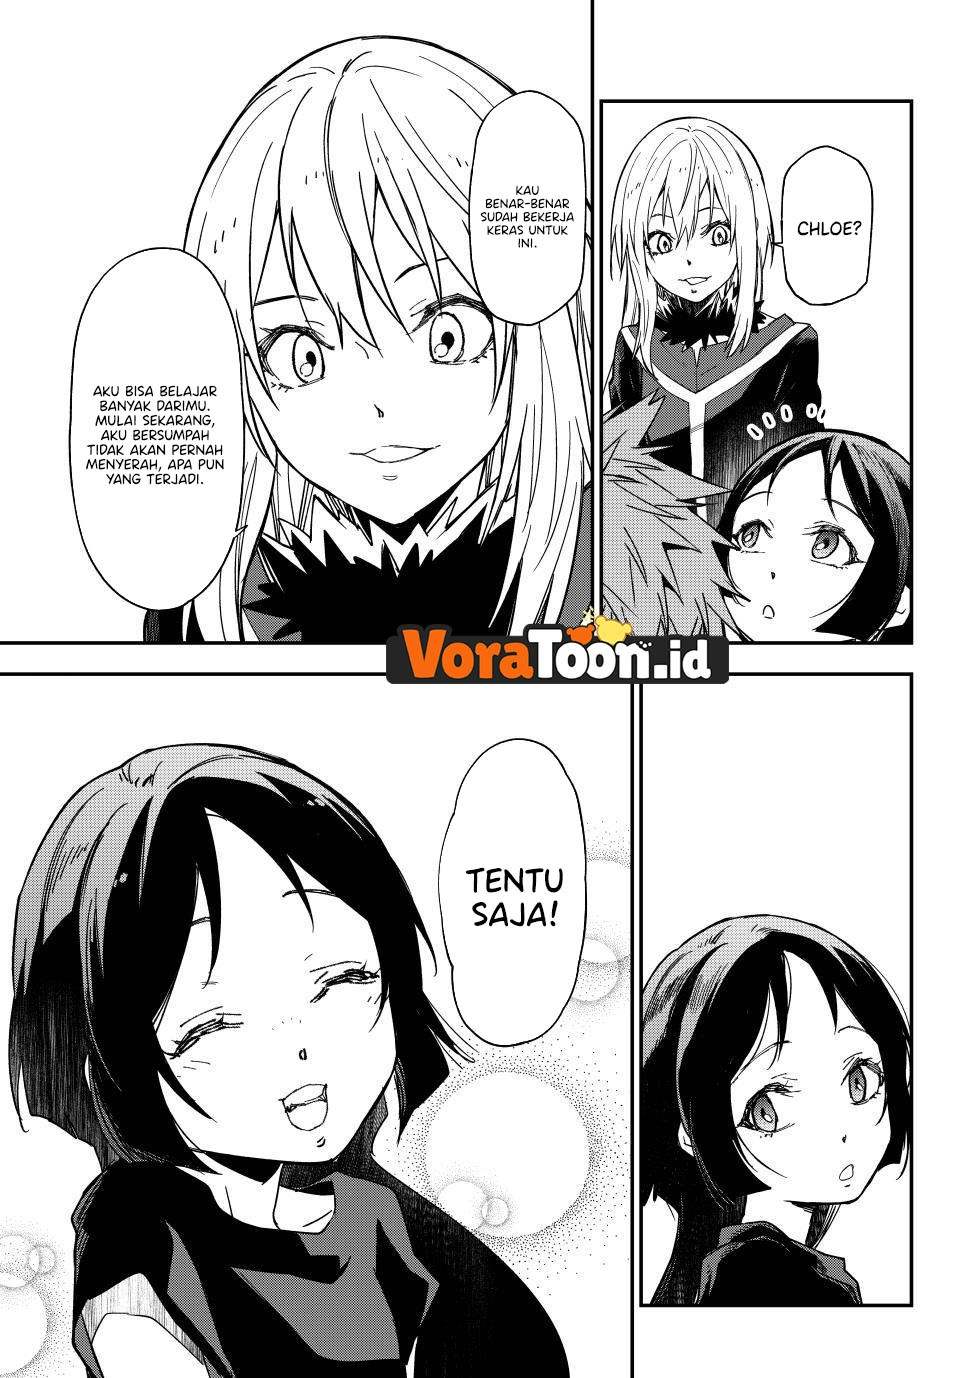 CHLOE?
KAU
BENAR-BENAR
SUDAH BEKERJA
KERAS UNTUK
INI.
AKU BISA BELAJAR
BANYAK DARIMU.
MULAI SEKARANG,
AKU BERSUMPAH
TIDAK AKAN PERNAH
MENYERAH, APA PUN
YANG TERJADI.
VoraToon.id
TENTU
SAJA!